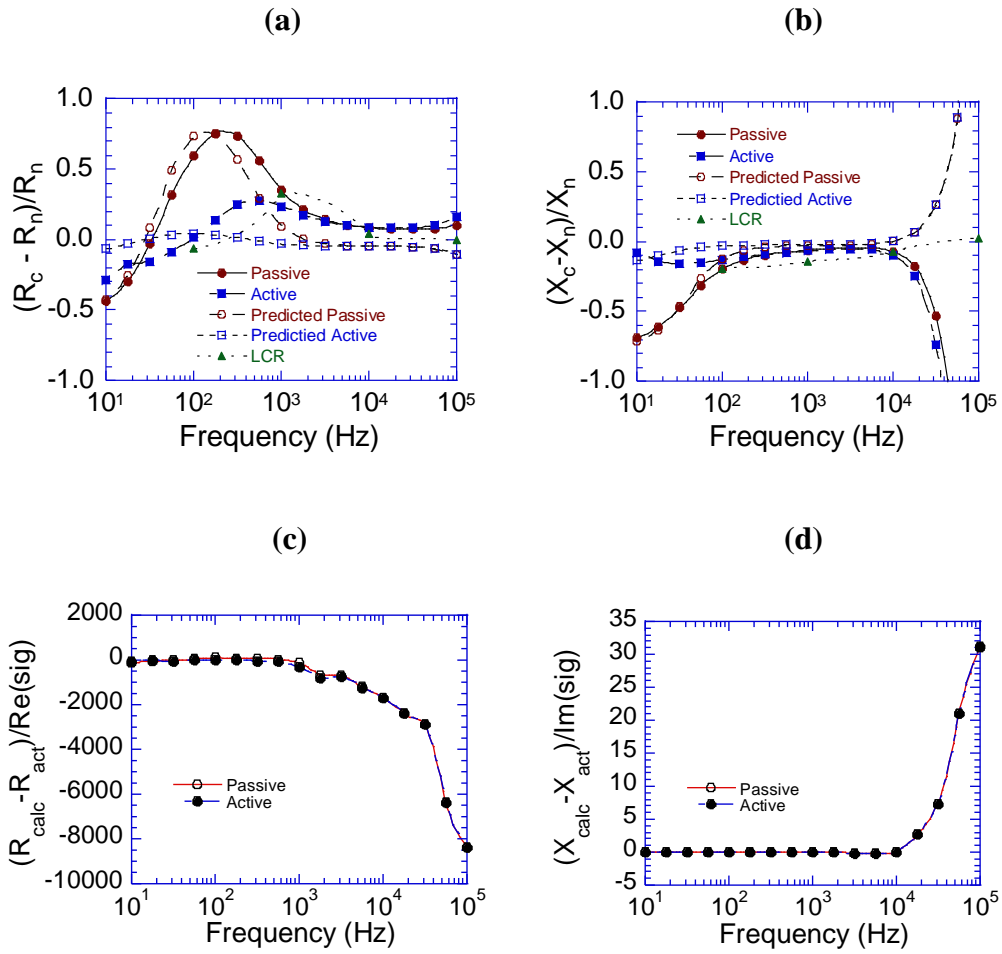 (a)
(R_c - R_n)/R_n
1.0
0.5
0.0
-0.5
-1.0
Passive
Active
Predicted Passive
Predictied Active
LCR
10^1 10^2 10^3 10^4 10^5
Frequency (Hz)
(b)
(X_c-X_n)/X_n
1.0
0.5
0.0
-0.5
-1.0
Passive
Active
Predicted Passive
Predicted Active
LCR
10^1 10^2 10^3 10^4 10^5
Frequency (Hz)
(c)
(R_calc -R_act )/Re(sig)
2000
0
-2000
-4000
-6000
-8000
-10000
Passive
Active
10^1 10^2 10^3 10^4 10^5
Frequency (Hz)
(d)
(X_calc -X_act )/Im(sig)
35
30
25
20
15
10
5
0
-5
Passive
Active
10^1 10^2 10^3 10^4 10^5
Frequency (Hz)